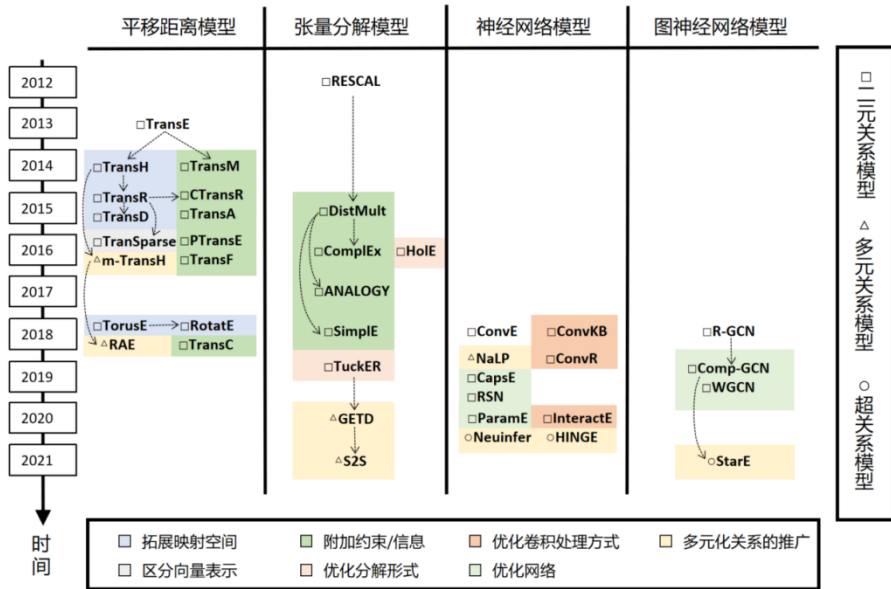 平移距离模型 张量分解模型 神经网络模型 图神经网络模型
2012 □RESCAL
2013 □TransE
2014 □TransH □TransM
□TransR □CTransR
2015 □TransD □TransA □DistMult
□TranSparse □PTransE
2016 △m-TransH □TransF □ComplEx □HolE
2017 □ANALOGY
2018 □TorusE □RotatE □SimplE □ConvE □ConvKB □R-GCN
△RAE □TransC △NaLP □ConvR
2019 □TuckER □CapsE □Comp-GCN
□RSN □WGCN
2020 △GETD □ParamE □InteractE
○Neuinfer ○HINGE
2021 △S2S ○StarE
时间
□二元关系模型 △多元关系模型 ○超关系模型
拓展映射空间 附加约束/信息 优化卷积处理方式 多元化关系的推广
区分向量表示 优化分解形式 优化网络